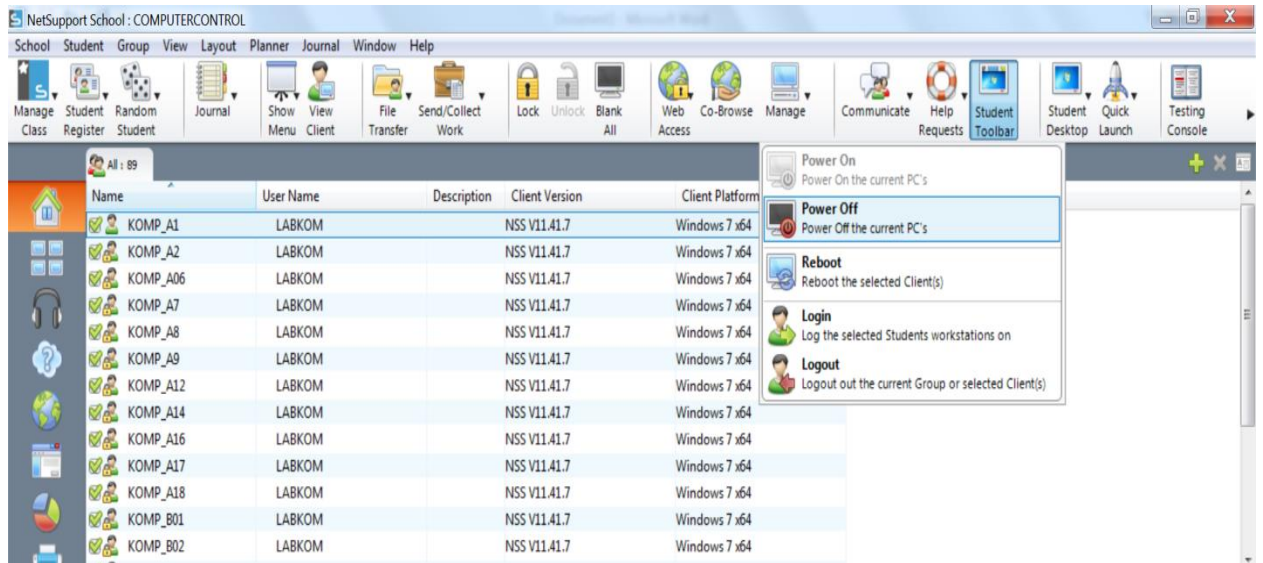 NetSupport School : COMPUTERCONTROL
School Student Group View Layout Planner Journal Window Help
Manage Class
Student Register
Random Student
Journal
Show Menu
View Client
File Transfer
Send/Collect Work
Lock
Unlock
Blank All
Web Access
Co-Browse
Manage
Communicate
Help Requests
Student Toolbar
Student Desktop
Quick Launch
Testing Console
All : 89
Name User Name Description Client Version Client Platform
KOMP_A1 LABKOM NSS V11.41.7 Windows 7 x64
KOMP_A2 LABKOM NSS V11.41.7 Windows 7 x64
KOMP_A06 LABKOM NSS V11.41.7 Windows 7 x64
KOMP_A7 LABKOM NSS V11.41.7 Windows 7 x64
KOMP_A8 LABKOM NSS V11.41.7 Windows 7 x64
KOMP_A9 LABKOM NSS V11.41.7 Windows 7 x64
KOMP_A12 LABKOM NSS V11.41.7 Windows 7 x64
KOMP_A14 LABKOM NSS V11.41.7 Windows 7 x64
KOMP_A16 LABKOM NSS V11.41.7 Windows 7 x64
KOMP_A17 LABKOM NSS V11.41.7 Windows 7 x64
KOMP_A18 LABKOM NSS V11.41.7 Windows 7 x64
KOMP_B01 LABKOM NSS V11.41.7 Windows 7 x64
KOMP_B02 LABKOM NSS V11.41.7 Windows 7 x64
Power On
Power On the current PC's
Power Off
Power Off the current PC's
Reboot
Reboot the selected Client(s)
Login
Log the selected Students workstations on
Logout
Logout out the current Group or selected Client(s)